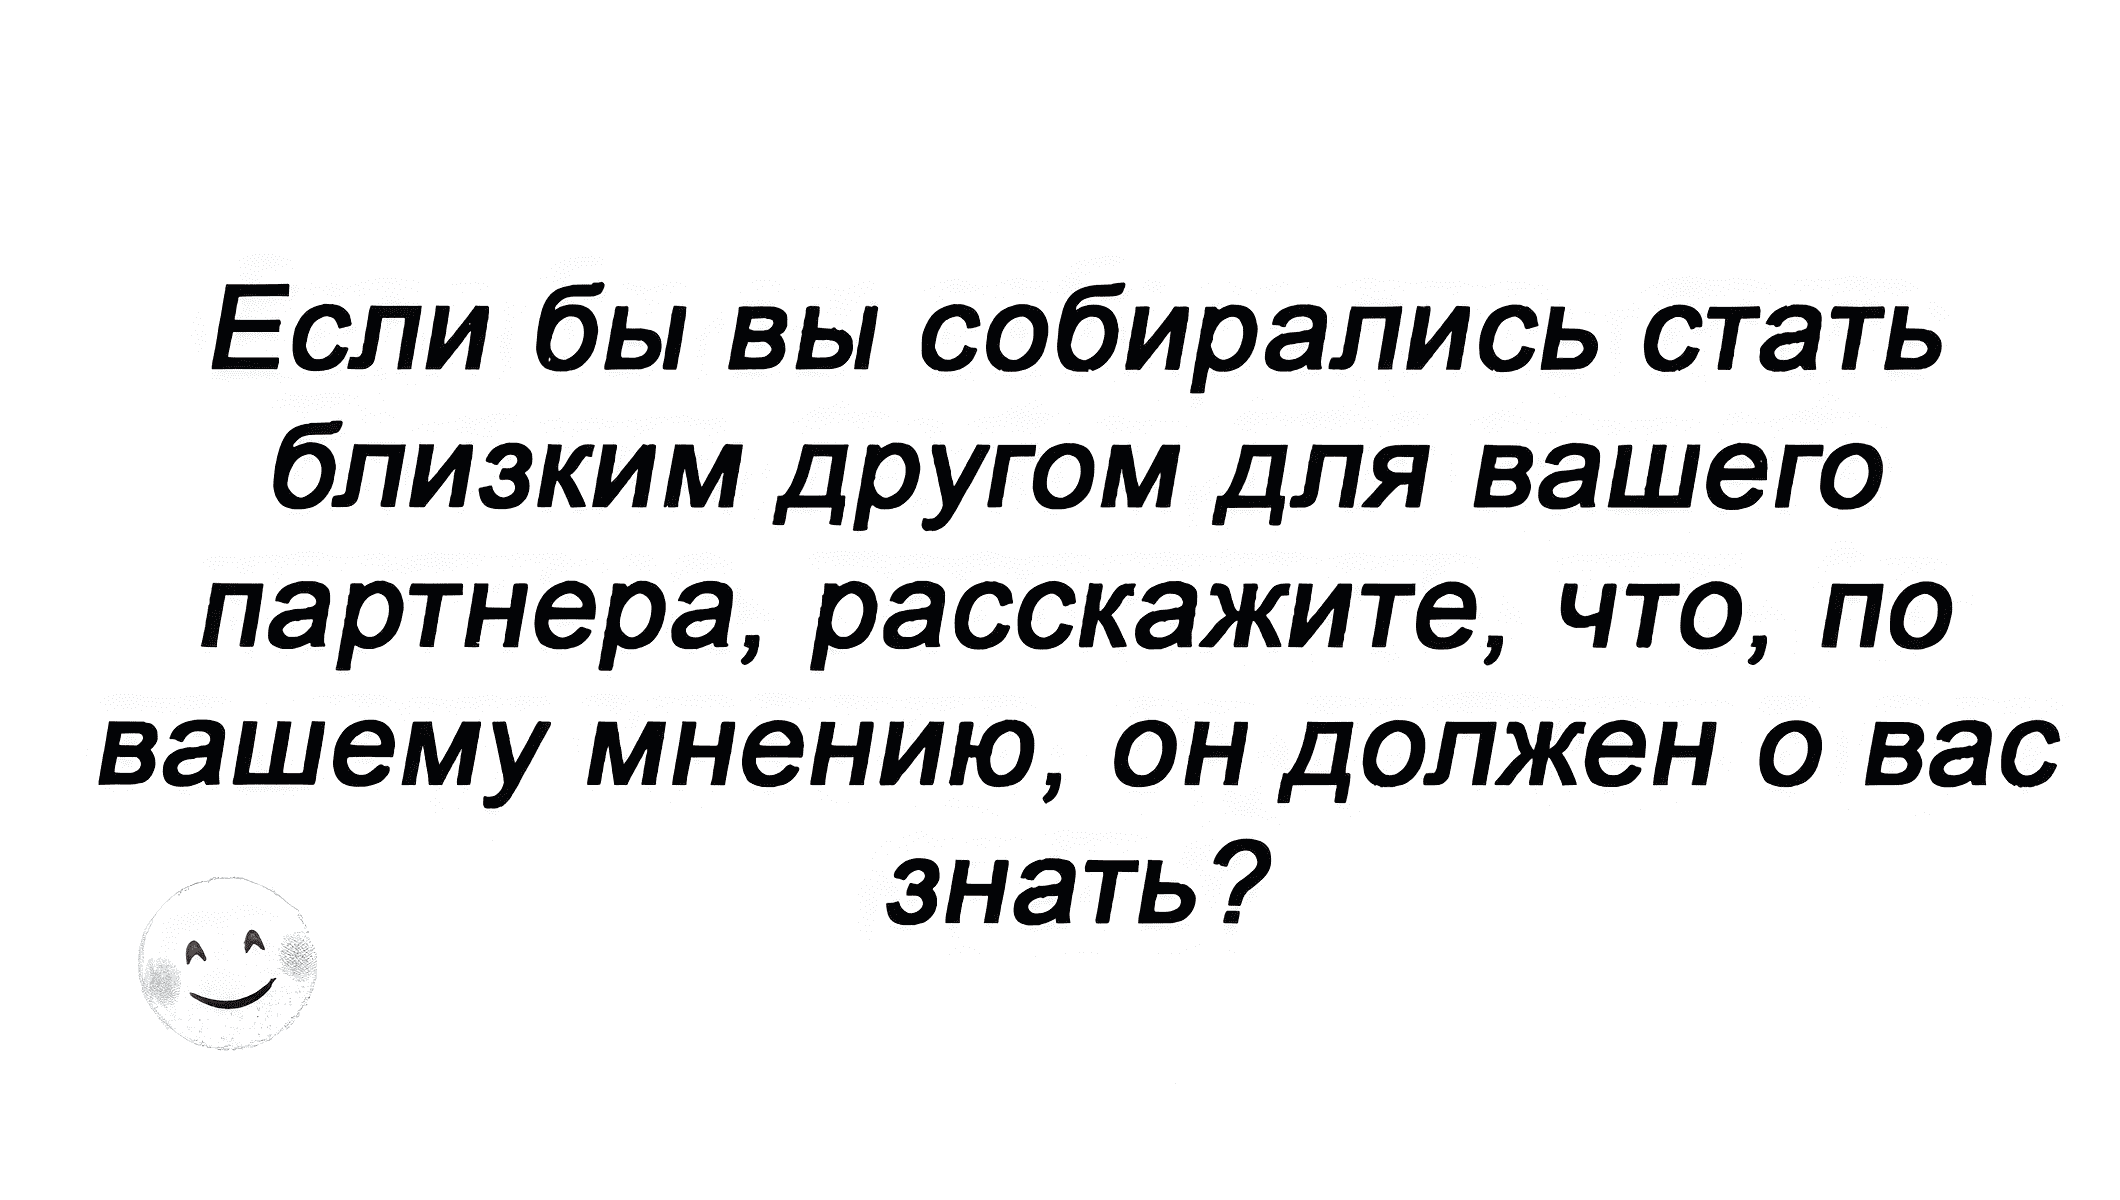 Если бы вы собирались стать
близким другом для вашего
партнера, расскажите, что, по
вашему мнению, он должен о вас
знать?